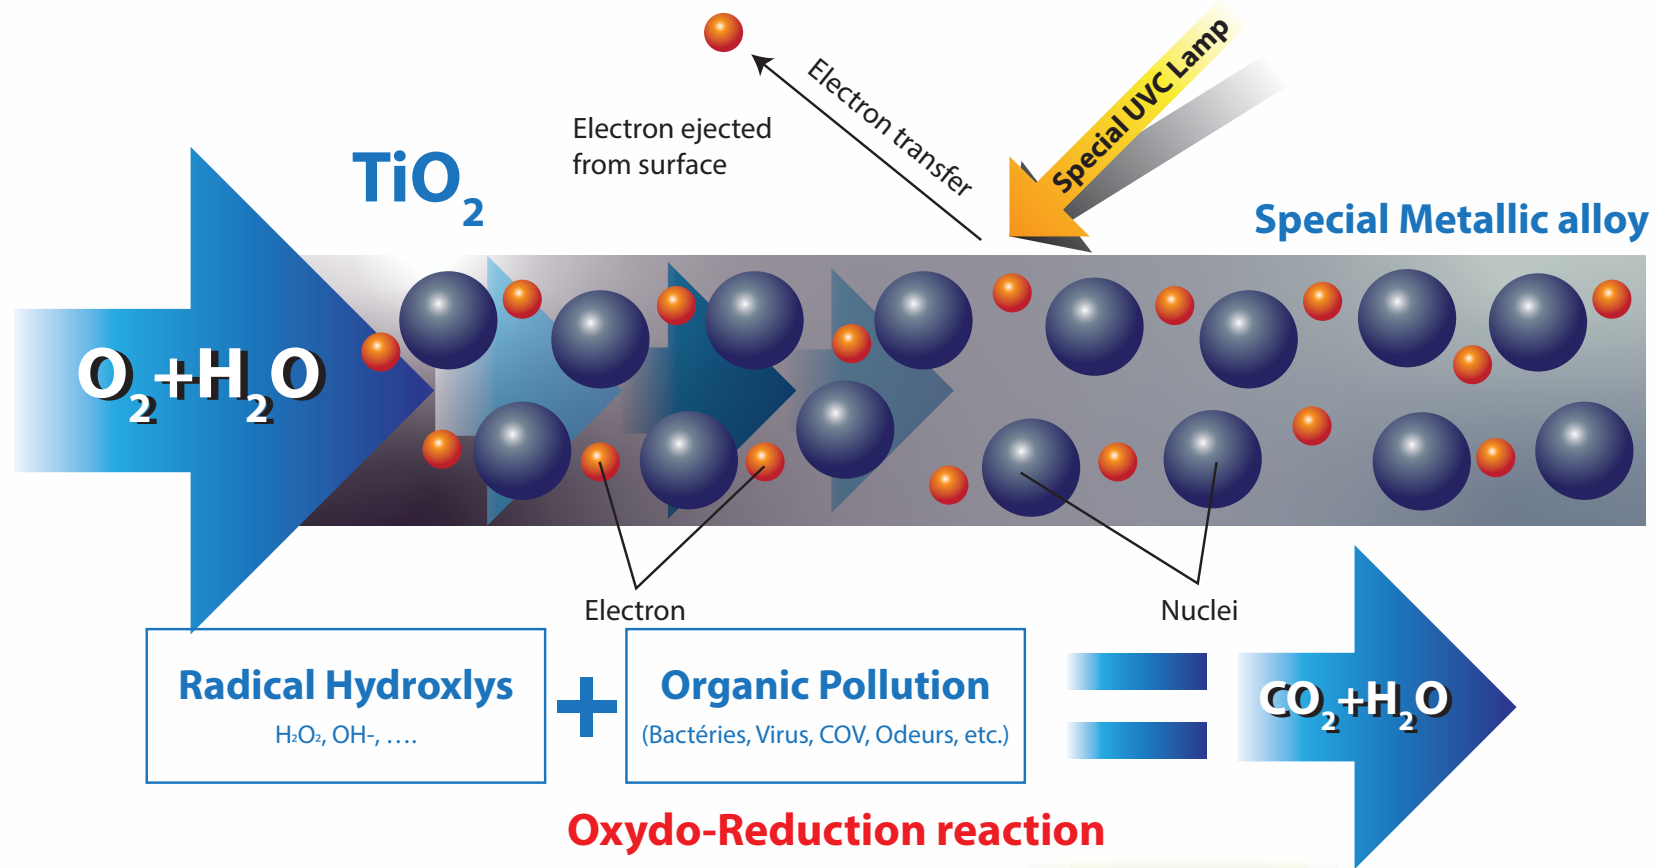 Special UVC Lamp
Electron transfer
Electron ejected
from surface
TiO2
Special Metallic alloy
O2+H2O
Electron
Nuclei
Radical Hydroxlys
H2O2, OH-, ....
+
Organic Pollution
(Bactéries, Virus, COV, Odeurs, etc.)
=
CO2+H2O
Oxydo-Reduction reaction